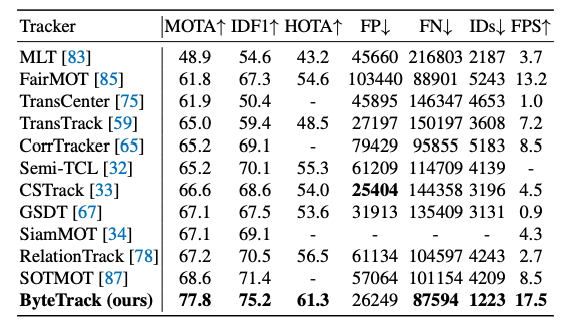 Tracker MOTA↑ IDF1↑ HOTA↑ FP↓ FN↓ IDs↓ FPS↑
MLT [83] 48.9 54.6 43.2 45660 216803 2187 3.7
FairMOT [85] 61.8 67.3 54.6 103440 88901 5243 13.2
TransCenter [75] 61.9 50.4 - 45895 146347 4653 1.0
TransTrack [59] 65.0 59.4 48.5 27197 150197 3608 7.2
CorrTracker [65] 65.2 69.1 - 79429 95855 5183 8.5
Semi-TCL [32] 65.2 70.1 55.3 61209 114709 4139 -
CSTrack [33] 66.6 68.6 54.0 25404 144358 3196 4.5
GSDT [67] 67.1 67.5 53.6 31913 135409 3131 0.9
SiamMOT [34] 67.1 69.1 - - - - 4.3
RelationTrack [78] 67.2 70.5 56.5 61134 104597 4243 2.7
SOTMOT [87] 68.6 71.4 - 57064 101154 4209 8.5
ByteTrack (ours) 77.8 75.2 61.3 26249 87594 1223 17.5